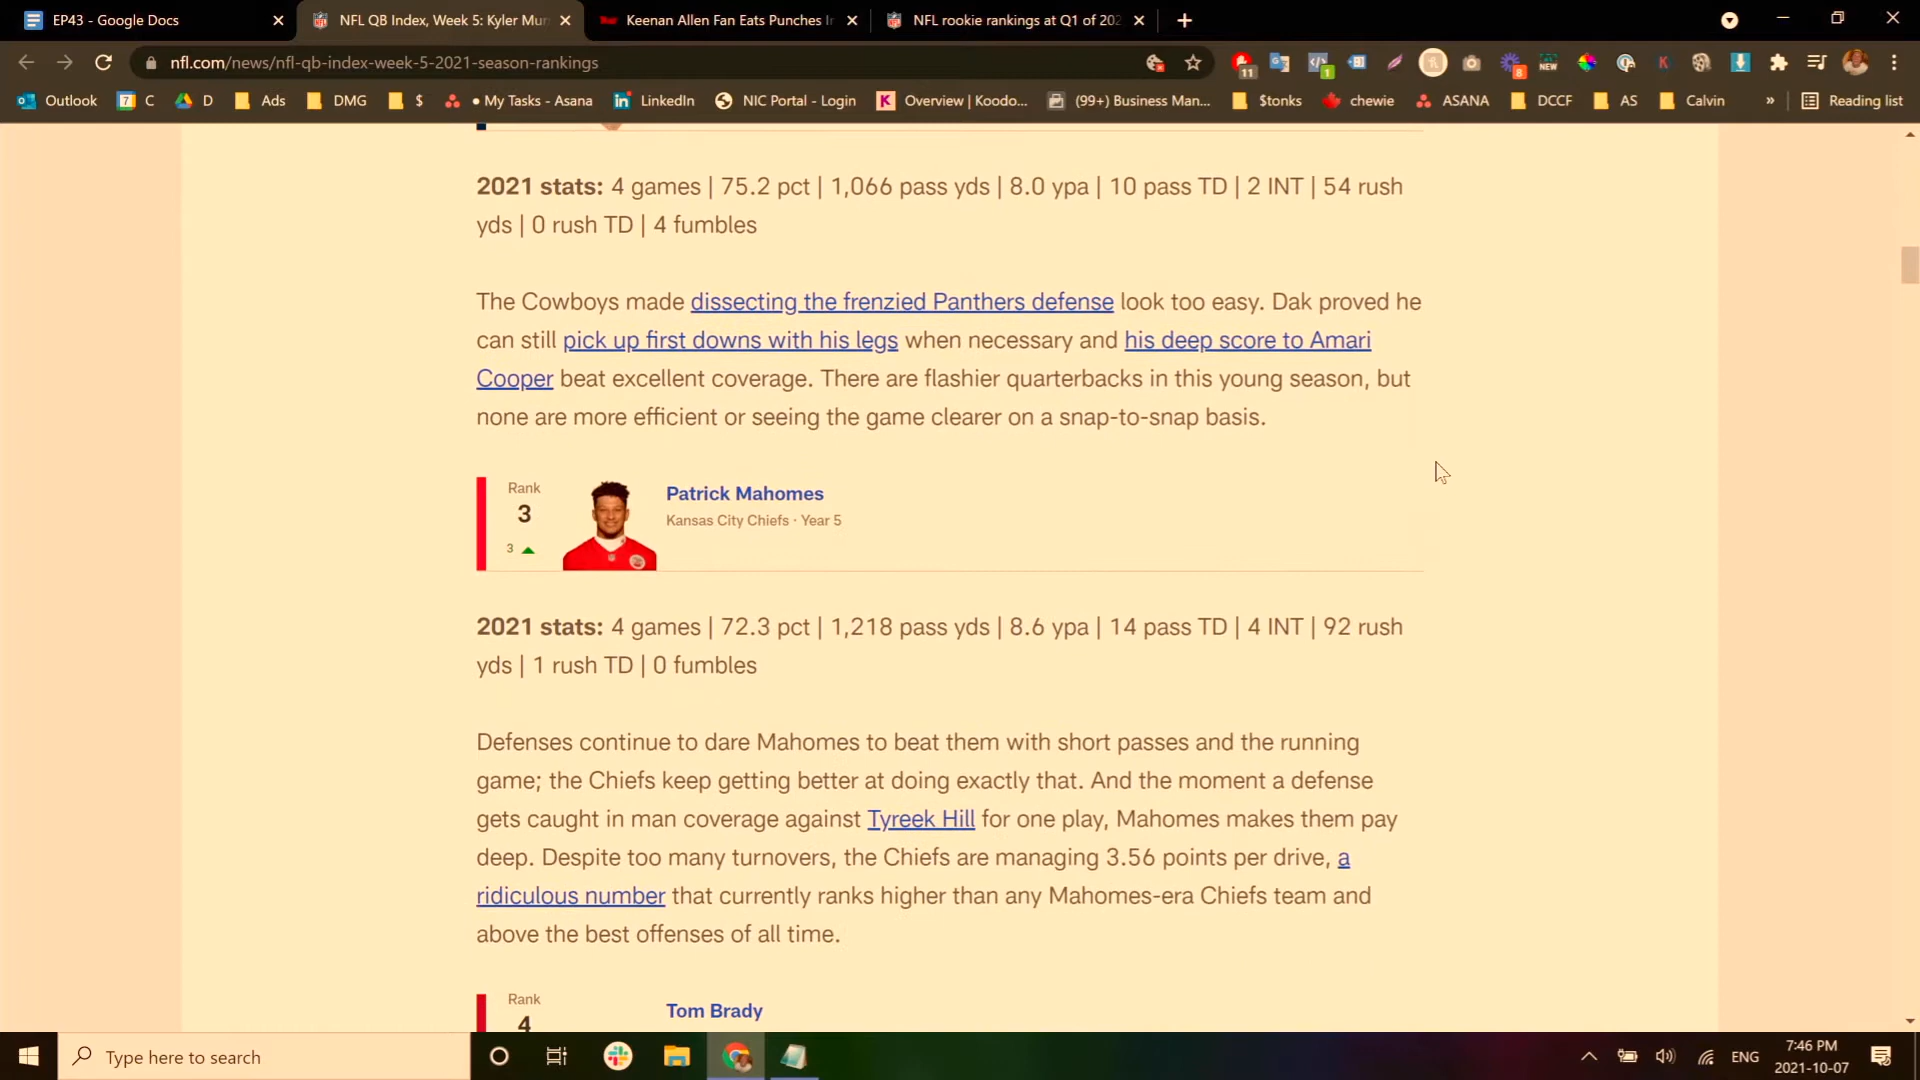 EP43 - Google Docs
NFL QB Index, Week 5: Kyler Mur
Keenan Allen Fan Eats Punches I
NFL rookie rankings at Q1 of 202
nfl.com/news/nfl-qb-index-week-5-2021-season-rankings
11
1
8
NEW
K
Outlook
7
C
D
Ads
DMG
$
• My Tasks - Asana
LinkedIn
NIC Portal - Login
K
Overview | Koodo...
(99+) Business Man...
$tonks
chewie
ASANA
DCCF
AS
Calvin
»
Reading list
2021 stats: 4 games | 75.2 pct | 1,066 pass yds | 8.0 ypa | 10 pass TD | 2 INT | 54 rush
yds | 0 rush TD | 4 fumbles
The Cowboys made dissecting the frenzied Panthers defense look too easy. Dak proved he
can still pick up first downs with his legs when necessary and his deep score to Amari
Cooper beat excellent coverage. There are flashier quarterbacks in this young season, but
none are more efficient or seeing the game clearer on a snap-to-snap basis.
Rank
3
3
Patrick Mahomes
Kansas City Chiefs · Year 5
2021 stats: 4 games | 72.3 pct | 1,218 pass yds | 8.6 ypa | 14 pass TD | 4 INT | 92 rush
yds | 1 rush TD | 0 fumbles
Defenses continue to dare Mahomes to beat them with short passes and the running
game; the Chiefs keep getting better at doing exactly that. And the moment a defense
gets caught in man coverage against Tyreek Hill for one play, Mahomes makes them pay
deep. Despite too many turnovers, the Chiefs are managing 3.56 points per drive, a
ridiculous number that currently ranks higher than any Mahomes-era Chiefs team and
above the best offenses of all time.
Rank
4
Tom Brady
Type here to search
ENG
7:46 PM
2021-10-07